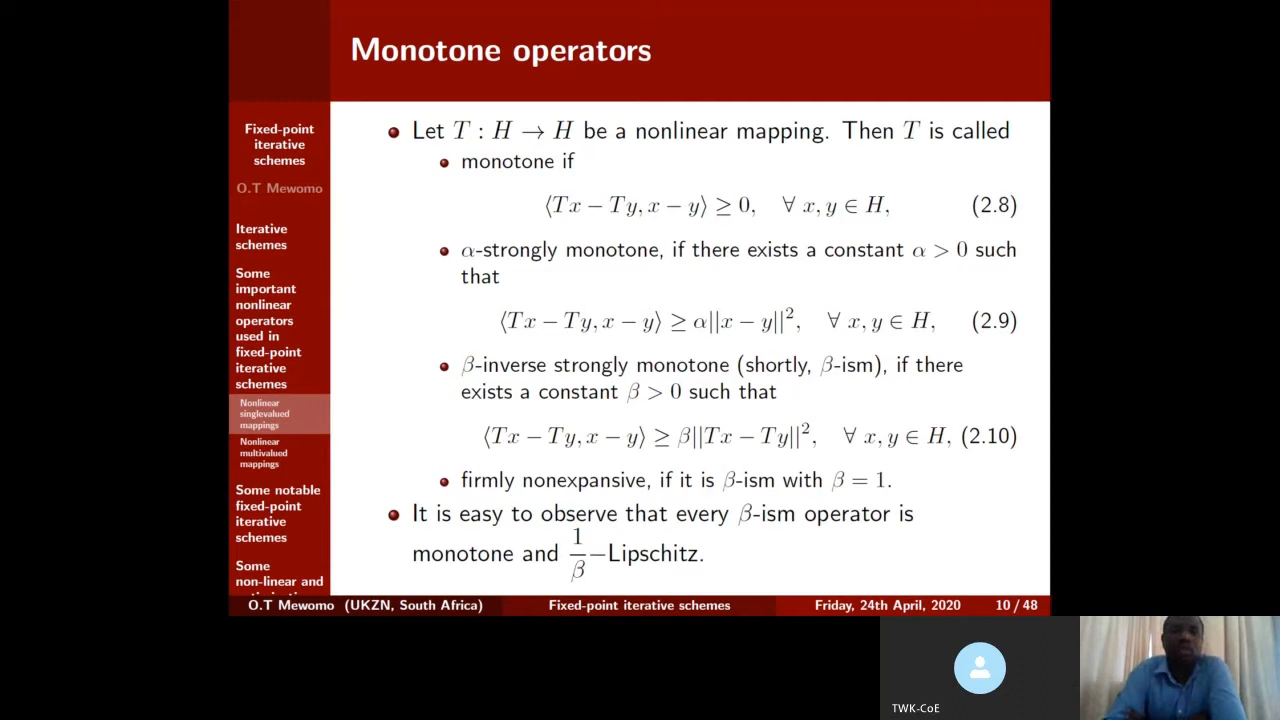 Monotone operators
Fixed-point
iterative
schemes
O.T Mewomo
Iterative
schemes
Some
important
nonlinear
operators
used in
fixed-point
iterative
schemes
Nonlinear
singlevalued
mappings
Nonlinear
multivalued
mappings
Some notable
fixed-point
iterative
schemes
Some
non-linear and
• Let T : H → H be a nonlinear mapping. Then T is called
• monotone if
⟨Tx − Ty, x − y⟩ ≥ 0, ∀ x, y ∈ H, (2.8)
• α-strongly monotone, if there exists a constant α > 0 such
that
⟨Tx − Ty, x − y⟩ ≥ α||x − y||², ∀ x, y ∈ H, (2.9)
• β-inverse strongly monotone (shortly, β-ism), if there
exists a constant β > 0 such that
⟨Tx − Ty, x − y⟩ ≥ β||Tx − Ty||², ∀ x, y ∈ H, (2.10)
• firmly nonexpansive, if it is β-ism with β = 1.
• It is easy to observe that every β-ism operator is
monotone and 1/β−Lipschitz.
O.T Mewomo (UKZN, South Africa) Fixed-point iterative schemes Friday, 24th April, 2020 10 / 48
TWK-CoE